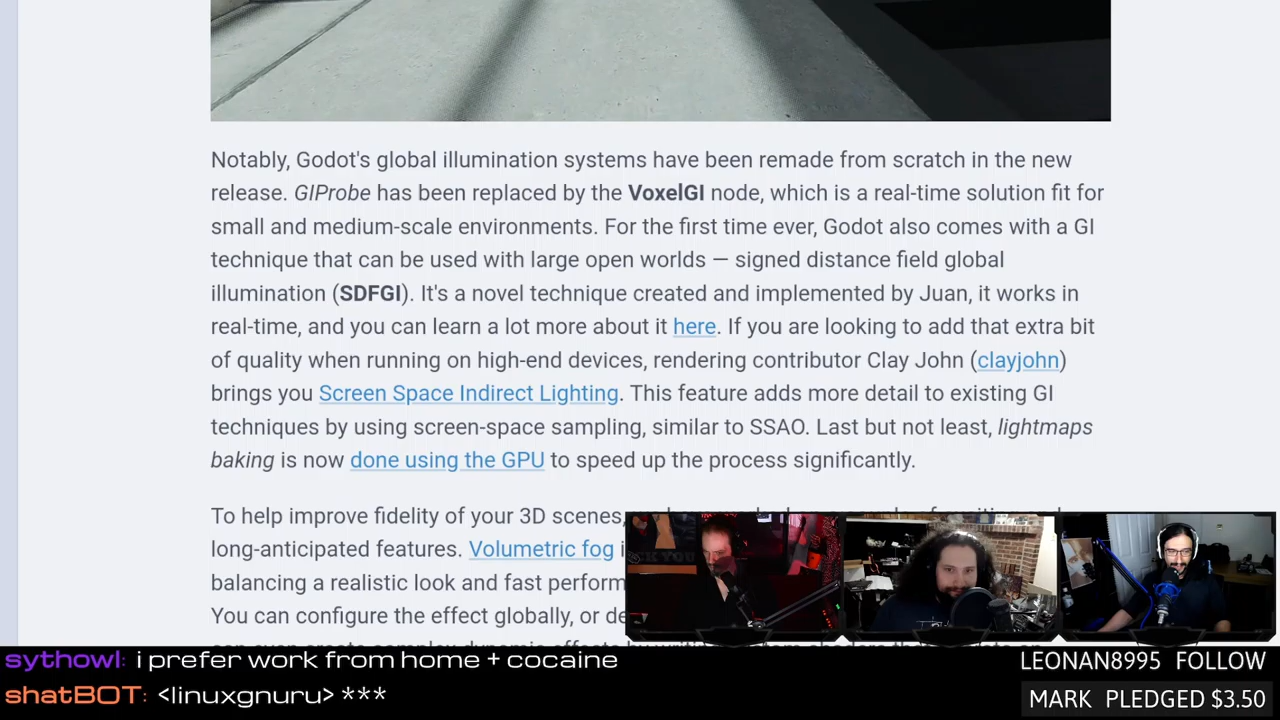 Notably, Godot's global illumination systems have been remade from scratch in the new
release. GIProbe has been replaced by the VoxelGI node, which is a real-time solution fit for
small and medium-scale environments. For the first time ever, Godot also comes with a GI
technique that can be used with large open worlds — signed distance field global
illumination (SDFGI). It's a novel technique created and implemented by Juan, it works in
real-time, and you can learn a lot more about it here. If you are looking to add that extra bit
of quality when running on high-end devices, rendering contributor Clay John (clayjohn)
brings you Screen Space Indirect Lighting. This feature adds more detail to existing GI
techniques by using screen-space sampling, similar to SSAO. Last but not least, lightmaps
baking is now done using the GPU to speed up the process significantly.
To help improve fidelity of your 3D scenes,
long-anticipated features. Volumetric fog
balancing a realistic look and fast perform
You can configure the effect globally, or de
sythowl: i prefer work from home + cocaine
shatBOT: <linuxgnuru> ***
LEONAN8995 FOLLOW
MARK PLEDGED $3.50